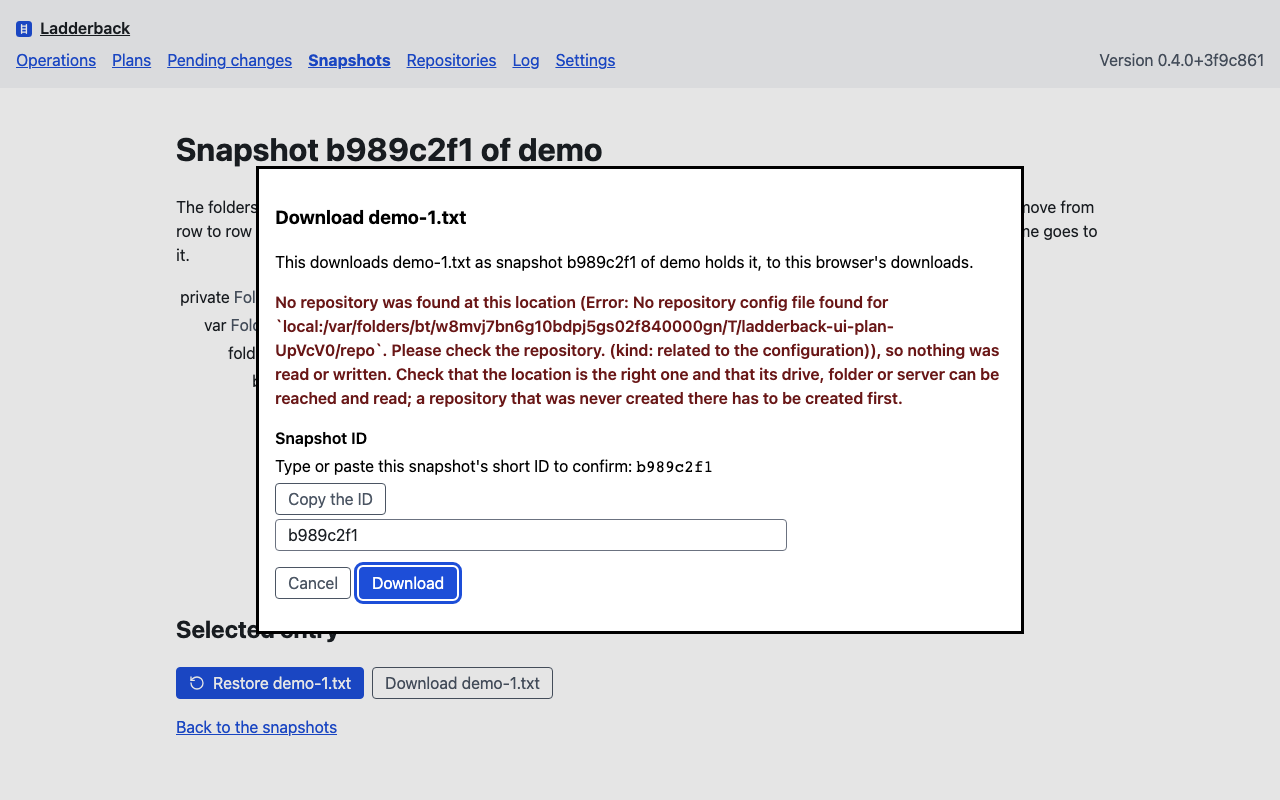 Ladderback
Operations Plans Pending changes Snapshots Repositories Log Settings Version 0.4.0+3f9c861
Snapshot b989c2f1 of demo
The folders
move from
row to row
me goes to
it.
private
var
Download demo-1.txt
This downloads demo-1.txt as snapshot b989c2f1 of demo holds it, to this browser's downloads.
No repository was found at this location (Error: No repository config file found for
`local:/var/folders/bt/w8mvj7bn6g10bdpj5gs02f840000gn/T/ladderback-ui-plan-
UpVcV0/repo`. Please check the repository. (kind: related to the configuration)), so nothing was
read or written. Check that the location is the right one and that its drive, folder or server can be
reached and read; a repository that was never created there has to be created first.
Snapshot ID
Type or paste this snapshot's short ID to confirm: b989c2f1
Copy the ID
b989c2f1
Cancel Download
Selected entry
Restore demo-1.txt Download demo-1.txt
Back to the snapshots